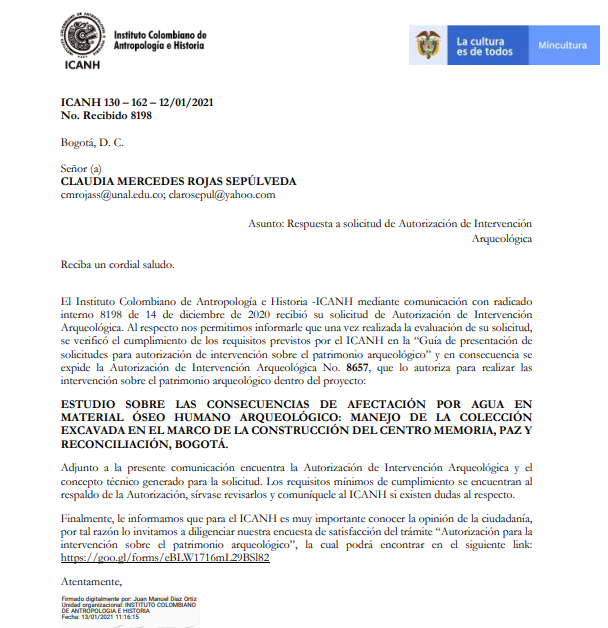 INSTITUTO COLOMBIANO DE ANTROPOLOGÍA E HISTORIA
ICANH
Instituto Colombiano de
Antropología e Historia
La cultura
es de todos
Mincultura
ICANH 130 – 162 – 12/01/2021
No. Recibido 8198
Bogotá, D. C.
Señor (a)
CLAUDIA MERCEDES ROJAS SEPÚLVEDA
cmrojass@unal.edu.co; clarosepul@yahoo.com
Asunto: Respuesta a solicitud de Autorización de Intervención
Arqueológica
Reciba un cordial saludo.
El Instituto Colombiano de Antropología e Historia -ICANH mediante comunicación con radicado
interno 8198 de 14 de diciembre de 2020 recibió su solicitud de Autorización de Intervención
Arqueológica. Al respecto nos permitimos informarle que una vez realizada la evaluación de su solicitud,
se verificó el cumplimiento de los requisitos previstos por el ICANH en la “Guía de presentación de
solicitudes para autorización de intervención sobre el patrimonio arqueológico” y en consecuencia se
expide la Autorización de Intervención Arqueológica No. 8657, que lo autoriza para realizar las
intervención sobre el patrimonio arqueológico dentro del proyecto:
ESTUDIO SOBRE LAS CONSECUENCIAS DE AFECTACIÓN POR AGUA EN
MATERIAL ÓSEO HUMANO ARQUEOLÓGICO: MANEJO DE LA COLECCIÓN
EXCAVADA EN EL MARCO DE LA CONSTRUCCIÓN DEL CENTRO MEMORIA, PAZ Y
RECONCILIACIÓN, BOGOTÁ.
Adjunto a la presente comunicación encuentra la Autorización de Intervención Arqueológica y el
concepto técnico generado para la solicitud. Los requisitos mínimos de cumplimiento se encuentran al
respaldo de la Autorización, sírvase revisarlos y comuníquele al ICANH si existen dudas al respecto.
Finalmente, le informamos que para el ICANH es muy importante conocer la opinión de la ciudadanía,
por tal razón lo invitamos a diligenciar nuestra encuesta de satisfacción del trámite “Autorización para la
intervención sobre el patrimonio arqueológico”, la cual podrá encontrar en el siguiente link:
https://goo.gl/forms/eBLW1716mL29BSl82
Atentamente,
Firmado digitalmente por: Juan Manuel Diaz Ortiz
Unidad organizacional: INSTITUTO COLOMBIANO
DE ANTROPOLOGIA E HISTORIA
Fecha: 13/01/2021 11:16:15